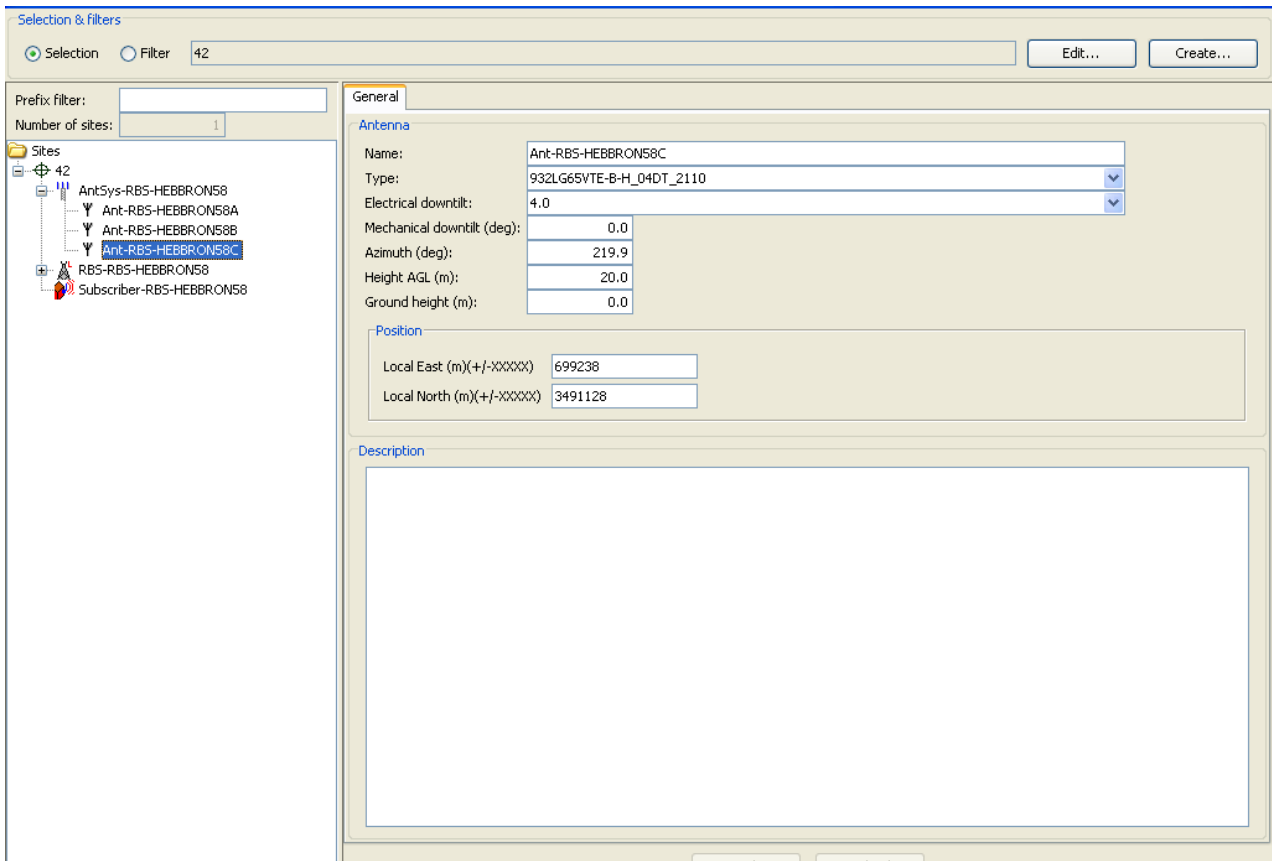 Selection & filters
Selection Filter 42 Edit... Create...
Prefix filter:
Number of sites: 1
Sites
42
AntSys-RBS-HEBBRON58
Ant-RBS-HEBBRON58A
Ant-RBS-HEBBRON58B
Ant-RBS-HEBBRON58C
RBS-RBS-HEBBRON58
Subscriber-RBS-HEBBRON58
General
Antenna
Name: Ant-RBS-HEBBRON58C
Type: 932LG65VTE-B-H_04DT_2110
Electrical downtilt: 4.0
Mechanical downtilt (deg): 0.0
Azimuth (deg): 219.9
Height AGL (m): 20.0
Ground height (m): 0.0
Position
Local East (m)(+/-XXXXX) 699238
Local North (m)(+/-XXXXX) 3491128
Description